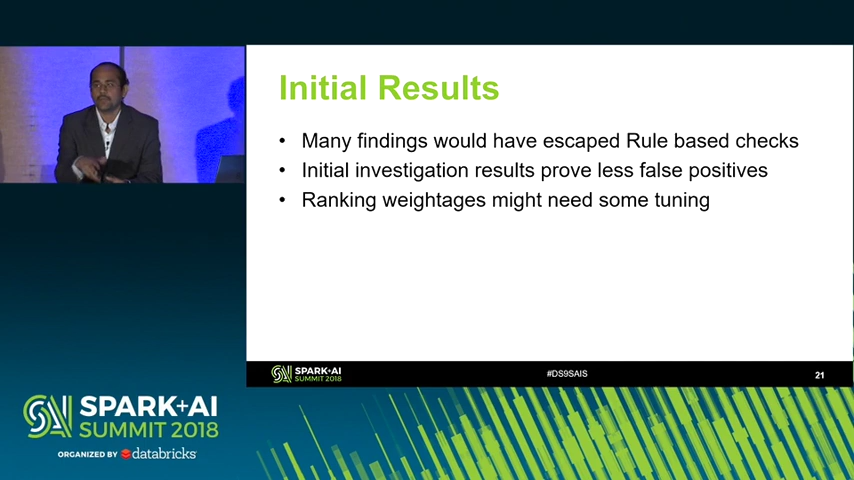 Initial Results
• Many findings would have escaped Rule based checks
• Initial investigation results prove less false positives
• Ranking weightages might need some tuning
SPARK+AI
SUMMIT 2018
#DS9SAIS
21
SPARK+AI
SUMMIT 2018
ORGANIZED BY databricks